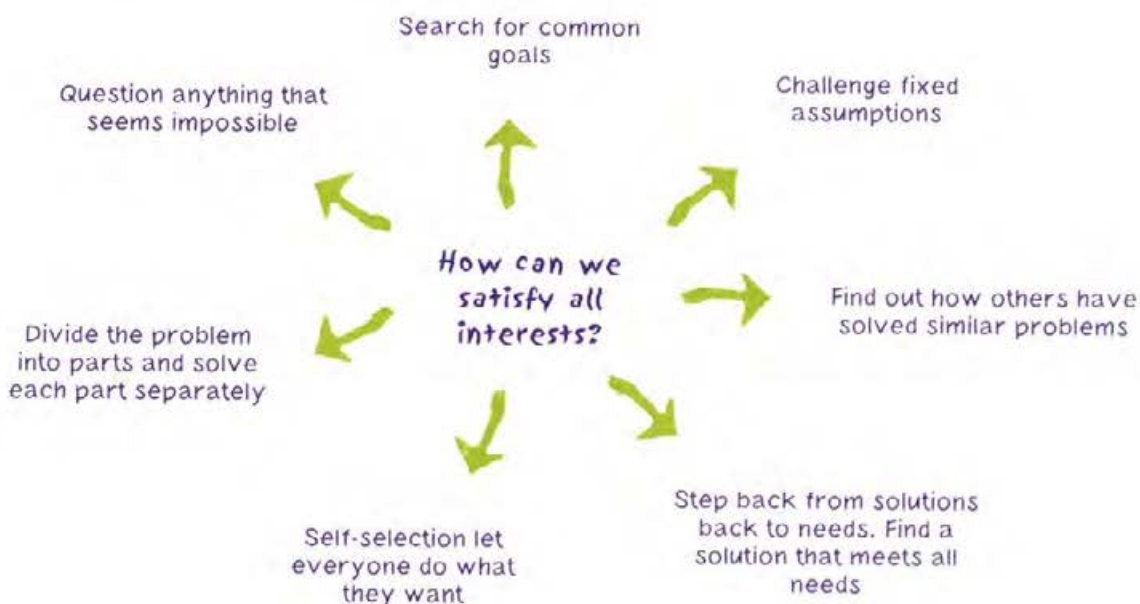 Search for common
goals
Question anything that
seems impossible
Challenge fixed
assumptions
How can we
satisfy all
interests?
Find out how others have
solved similar problems
Divide the problem
into parts and solve
each part separately
Step back from solutions
back to needs. Find a
solution that meets all
needs
Self-selection let
everyone do what
they want